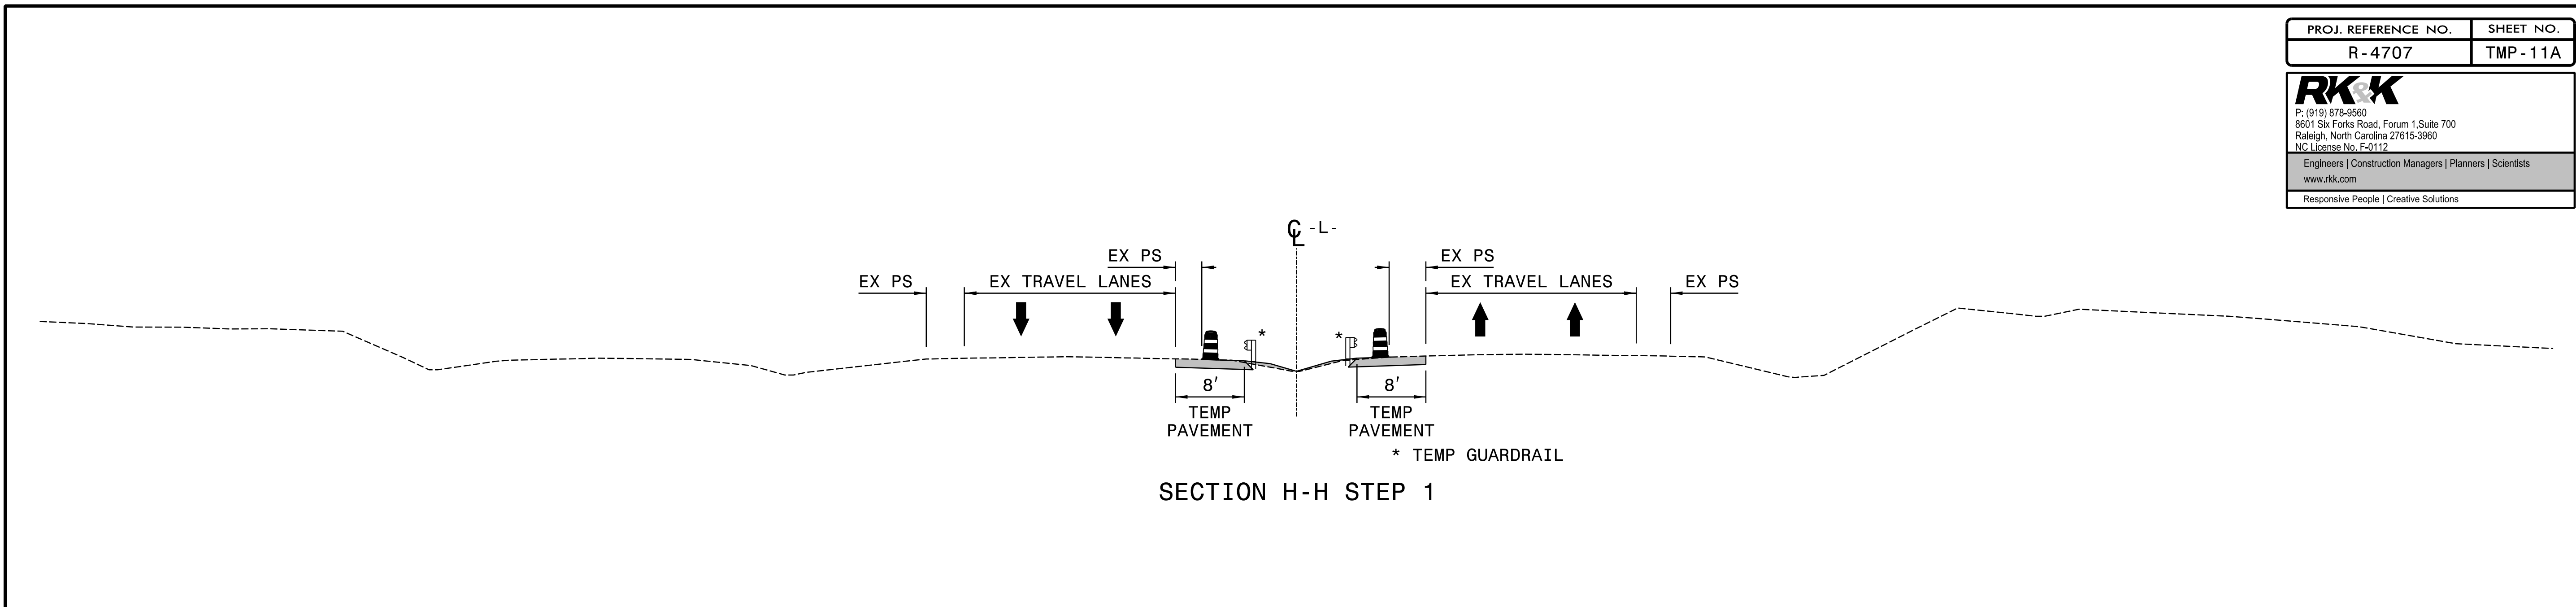 PROJ. REFERENCE NO. SHEET NO.
R-4707 TMP-11A
RK&K
P: (919) 878-9560
8601 Six Forks Road, Forum 1,Suite 700
Raleigh, North Carolina 27615-3960
NC License No. F-0112
Engineers | Construction Managers | Planners | Scientists
www.rkk.com
Responsive People | Creative Solutions
CL -L-
EX PS EX PS
EX PS EX TRAVEL LANES EX TRAVEL LANES EX PS
* *
8' 8'
TEMP TEMP
PAVEMENT PAVEMENT
* TEMP GUARDRAIL
SECTION H-H STEP 1